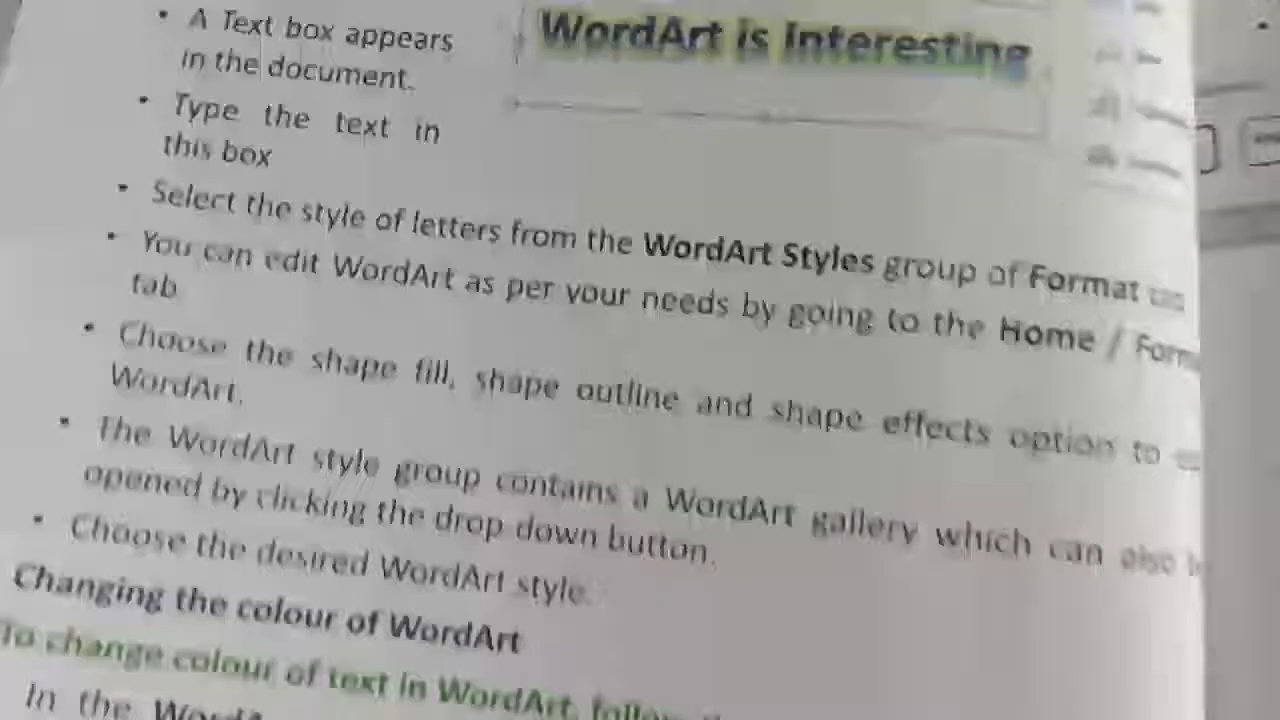 WordArt is Interesting
• A Text box appears
in the document.
• Type the text in
this box
• Select the style of letters from the WordArt Styles group of Format
• You can edit WordArt as per your needs by going to the Home /
tab
• Choose the shape fill, shape outline and shape effects option to
WordArt.
• The WordArt style group contains a WordArt gallery which can also
opened by clicking the drop down button.
• Choose the desired WordArt style.
Changing the colour of WordArt
To change colour of text in WordArt,
In the